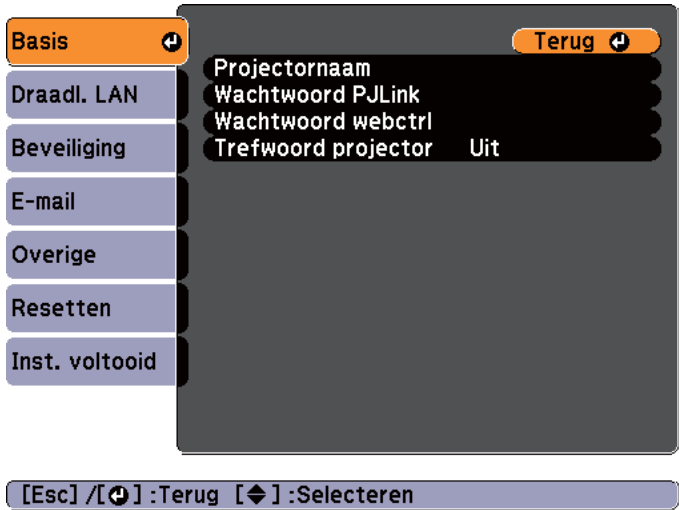 Basis
Draadl. LAN
Beveiliging
E-mail
Overige
Resetten
Inst. voltooid
Terug
Projectornaam
Wachtwoord PJLink
Wachtwoord webctrl
Trefwoord projector Uit
[Esc] /[⏎] :Terug [◆] :Selecteren